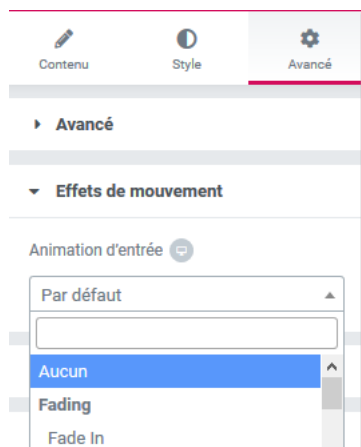 Contenu
Style
Avancé
Avancé
Effets de mouvement
Animation d'entrée
Par défaut
Aucun
Fading
Fade In